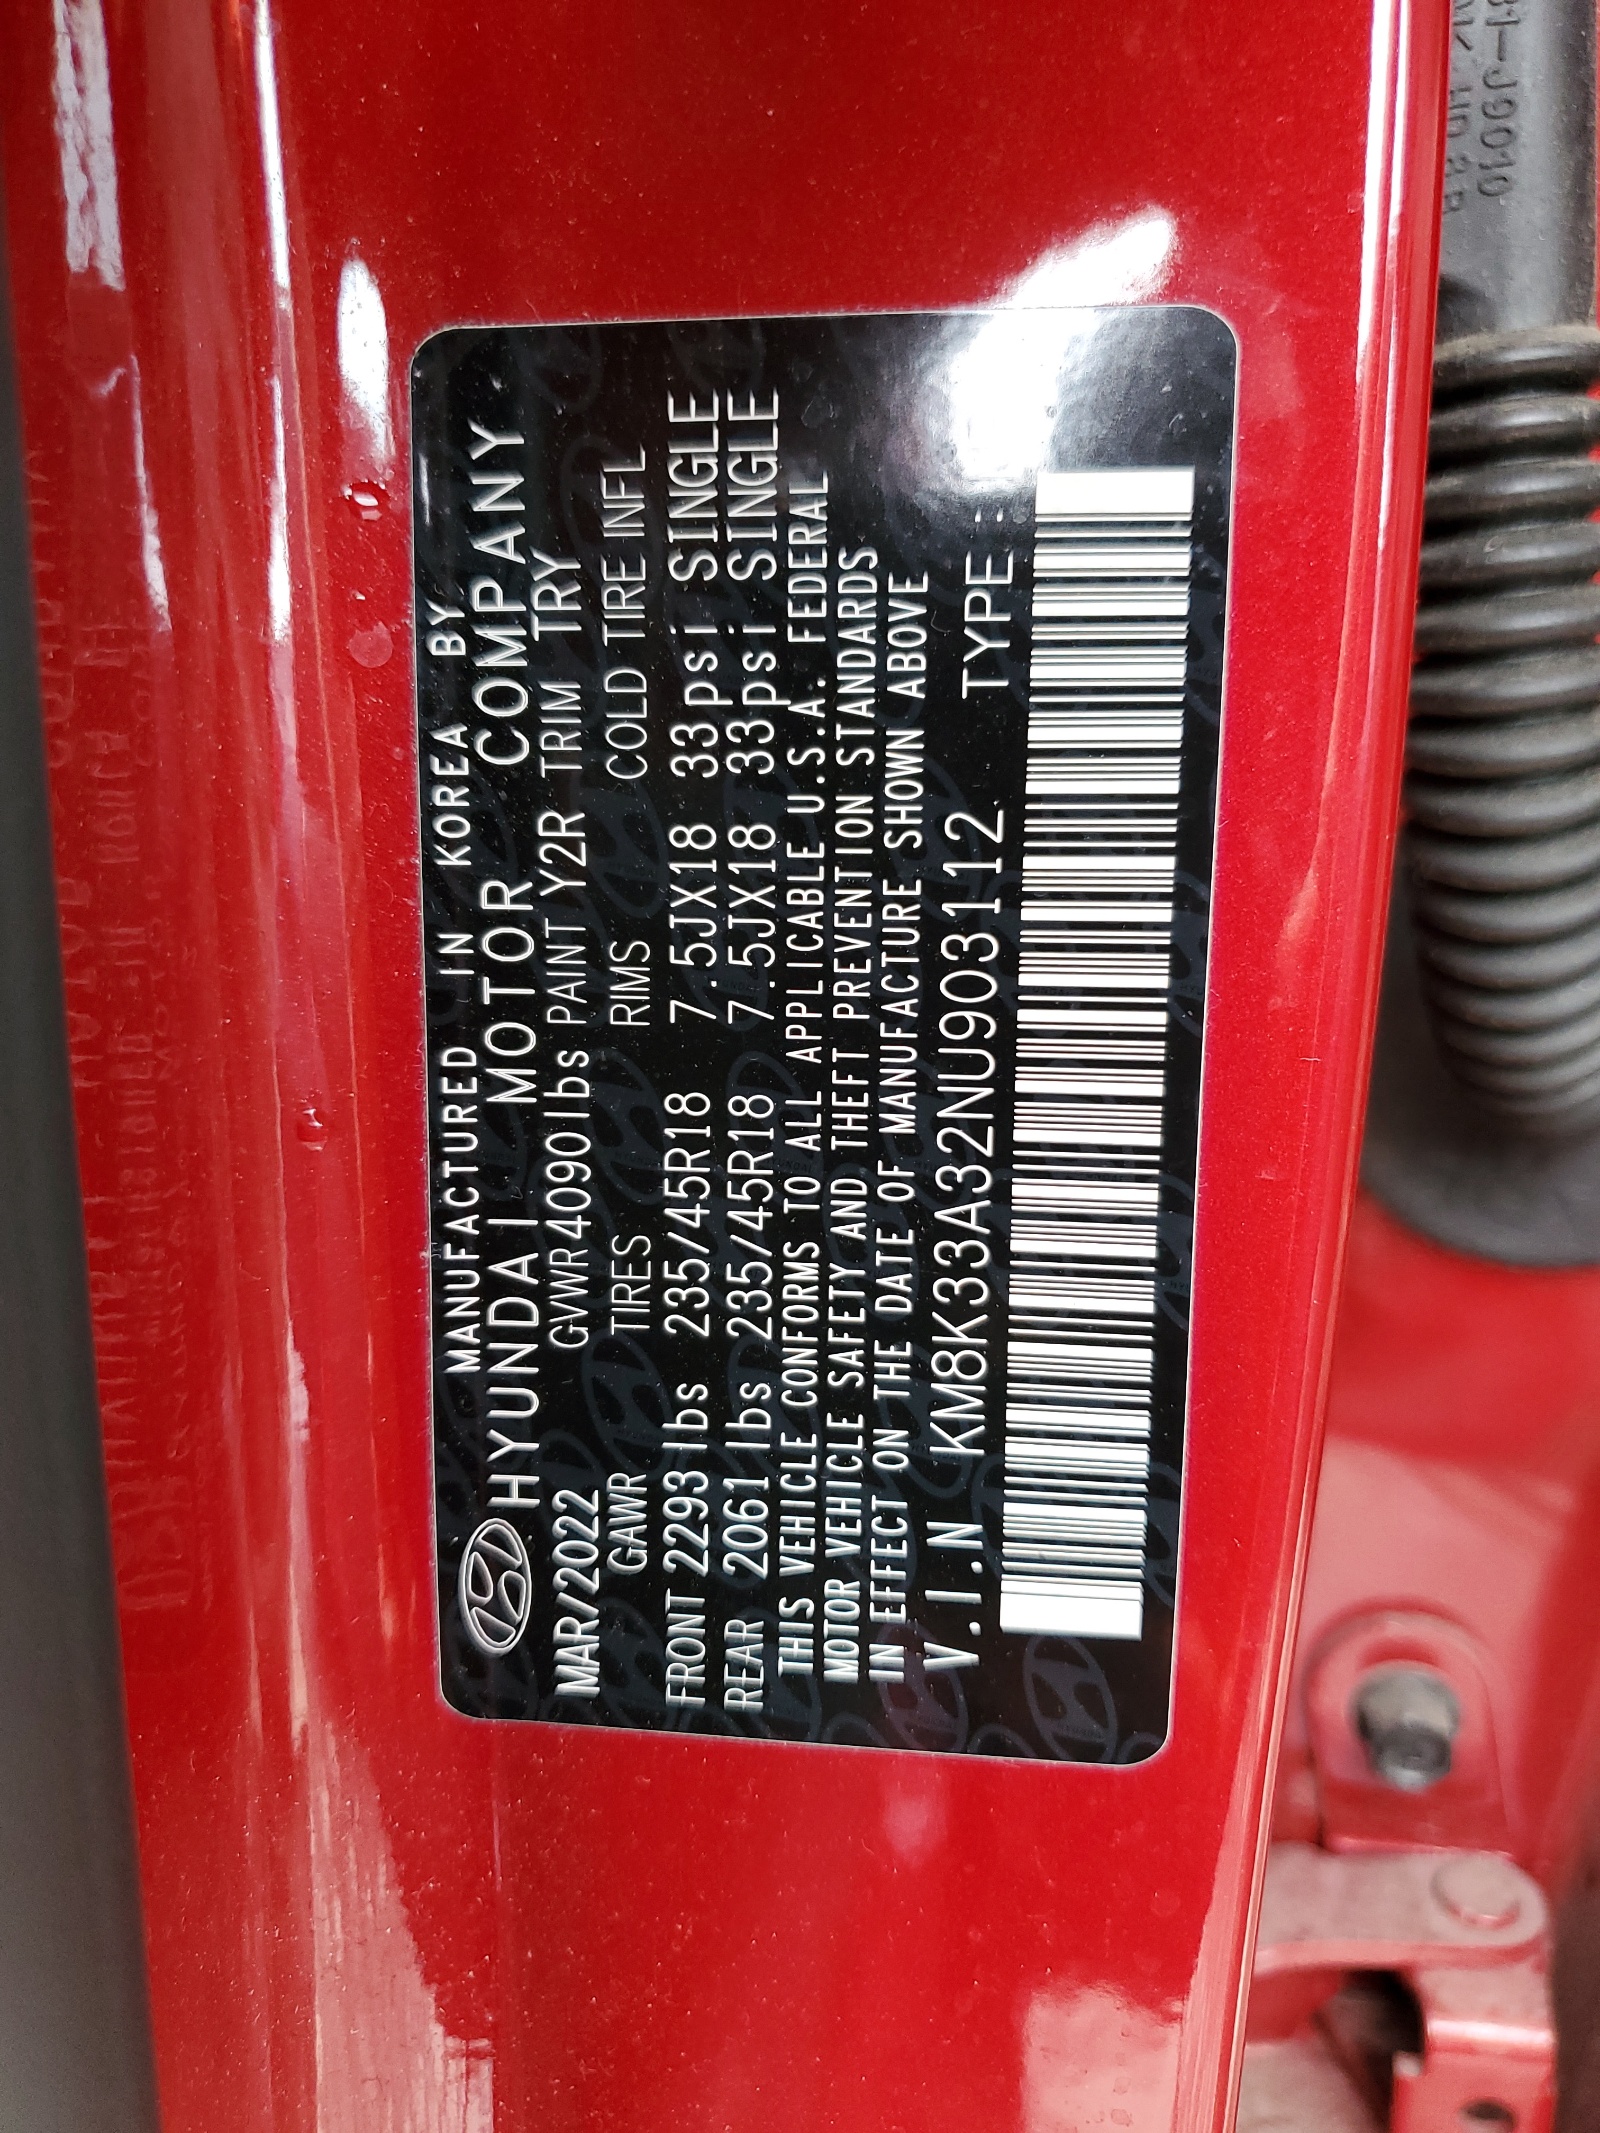 MANUFACTURED IN KOREA BY
HYUNDAI MOTOR COMPANY
MAR/2022 GVWR 4090lbs PAINT Y2R TRIM TRY
GAWR TIRES RIMS COLD TIRE INFL
FRONT 2293 lbs 235/45R18 7.5JX18 33psi SINGLE
REAR 2061 lbs 235/45R18 7.5JX18 33psi SINGLE
THIS VEHICLE CONFORMS TO ALL APPLICABLE U.S.A. FEDERAL
MOTOR VEHICLE SAFETY AND THEFT PREVENTION STANDARDS
IN EFFECT ON THE DATE OF MANUFACTURE SHOWN ABOVE
V.I.N KM8K33A32NU903112 TYPE:
81-J9010